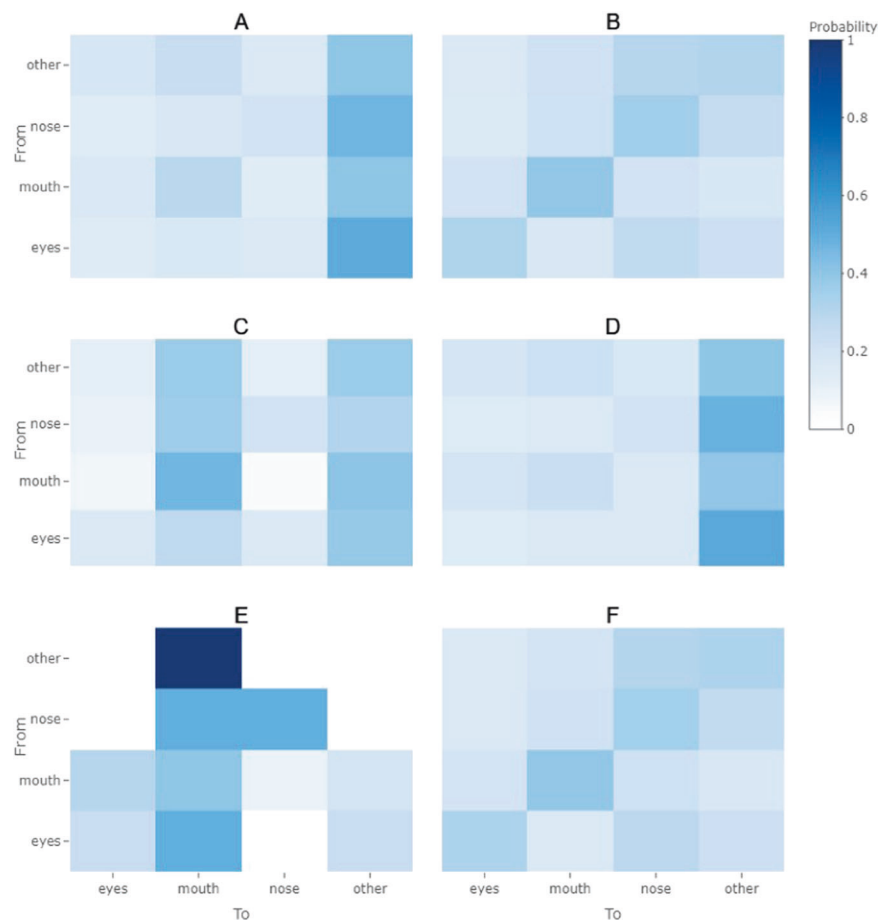 A
B
Probability
other
nose
mouth
eyes
From
1
0.8
0.6
0.4
0.2
0
C
D
other
nose
mouth
eyes
From
E
F
other
nose
mouth
eyes
From
eyes
mouth
nose
other
To
eyes
mouth
nose
other
To